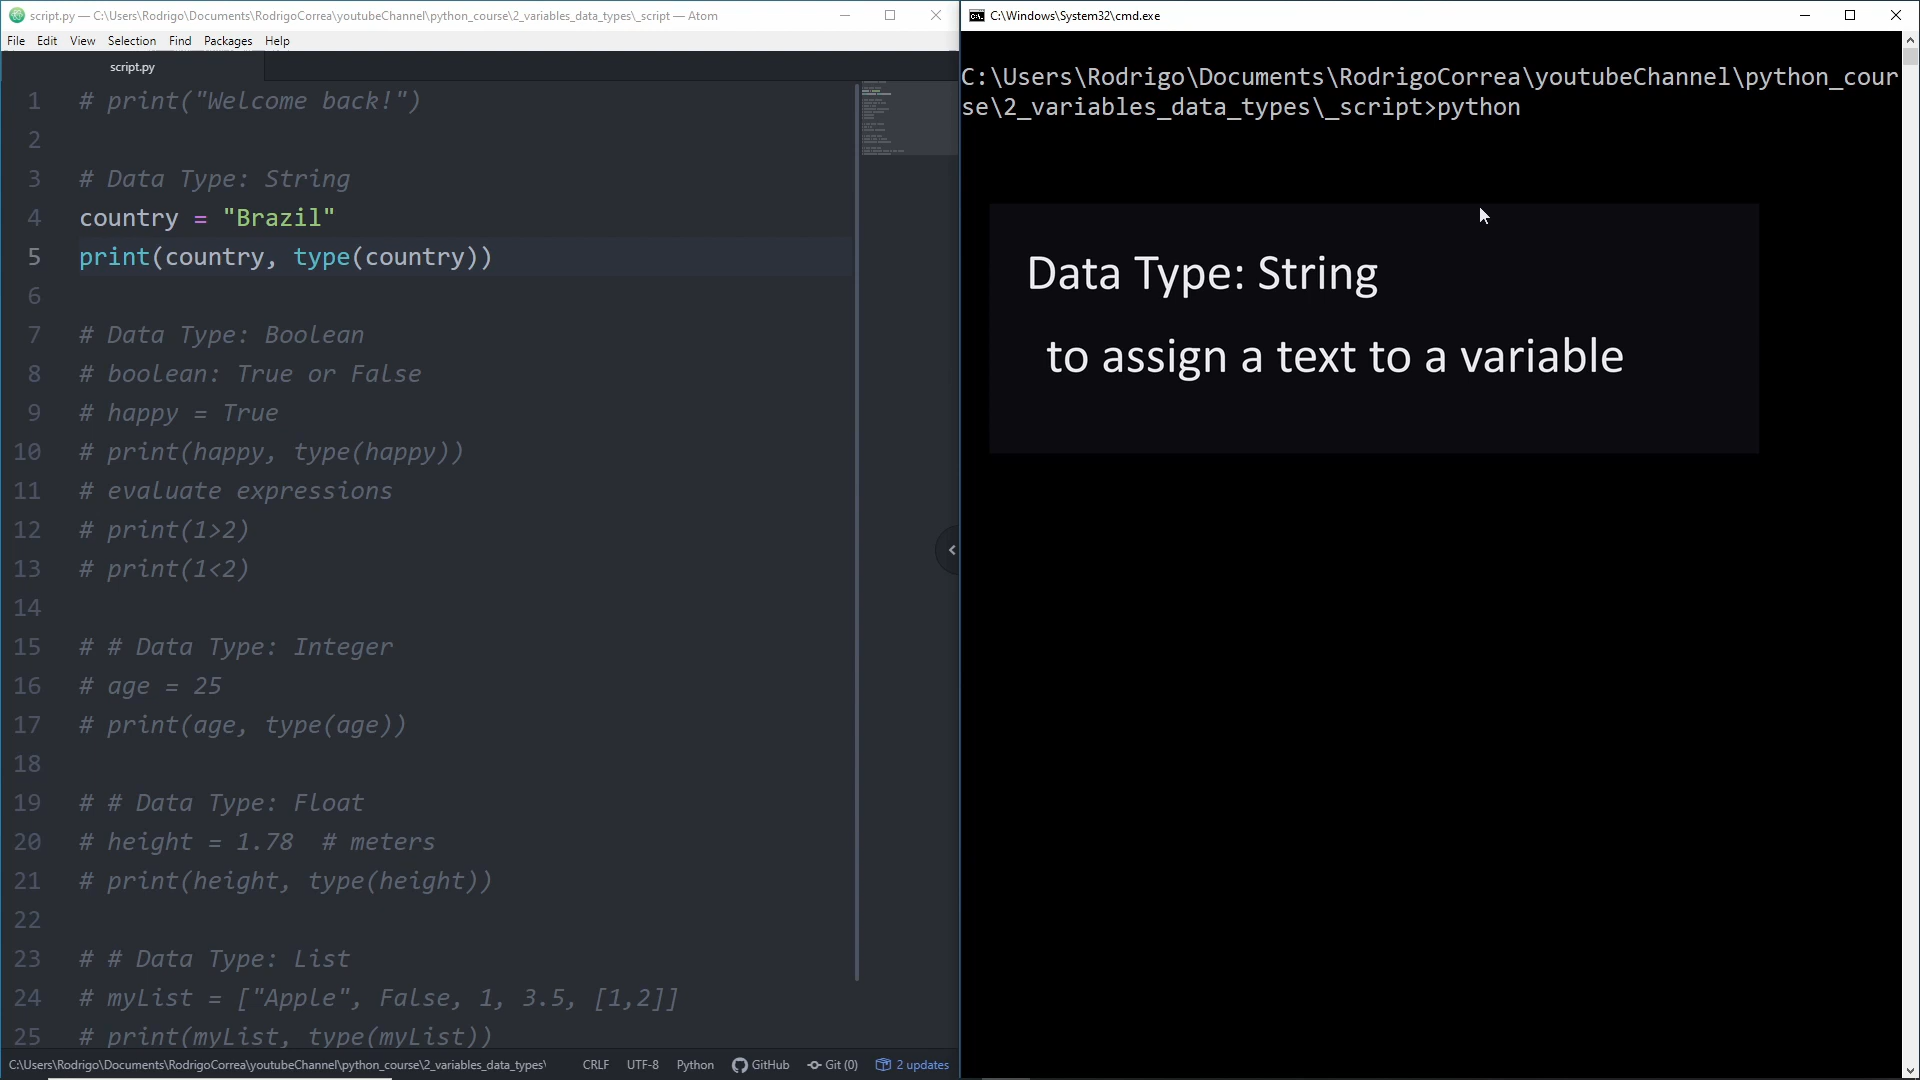 script.py — C:\Users\Rodrigo\Documents\RodrigoCorrea\youtubeChannel\python_course\2_variables_data_types\_script — Atom
File Edit View Selection Find Packages Help
script.py
1 # print("Welcome back!")
2
3 # Data Type: String
4 country = "Brazil"
5 print(country, type(country))
6
7 # Data Type: Boolean
8 # boolean: True or False
9 # happy = True
10 # print(happy, type(happy))
11 # evaluate expressions
12 # print(1>2)
13 # print(1<2)
14
15 # # Data Type: Integer
16 # age = 25
17 # print(age, type(age))
18
19 # # Data Type: Float
20 # height = 1.78  # meters
21 # print(height, type(height))
22
23 # # Data Type: List
24 # myList = ["Apple", False, 1, 3.5, [1,2]]
25 # print(myList, type(myList))
C:\Users\Rodrigo\Documents\RodrigoCorrea\youtubeChannel\python_course\2_variables_data_types\ CRLF UTF-8 Python GitHub Git (0) 2 updates
C:\Windows\System32\cmd.exe
C:\Users\Rodrigo\Documents\RodrigoCorrea\youtubeChannel\python_cour
se\2_variables_data_types\_script>python
Data Type: String
to assign a text to a variable